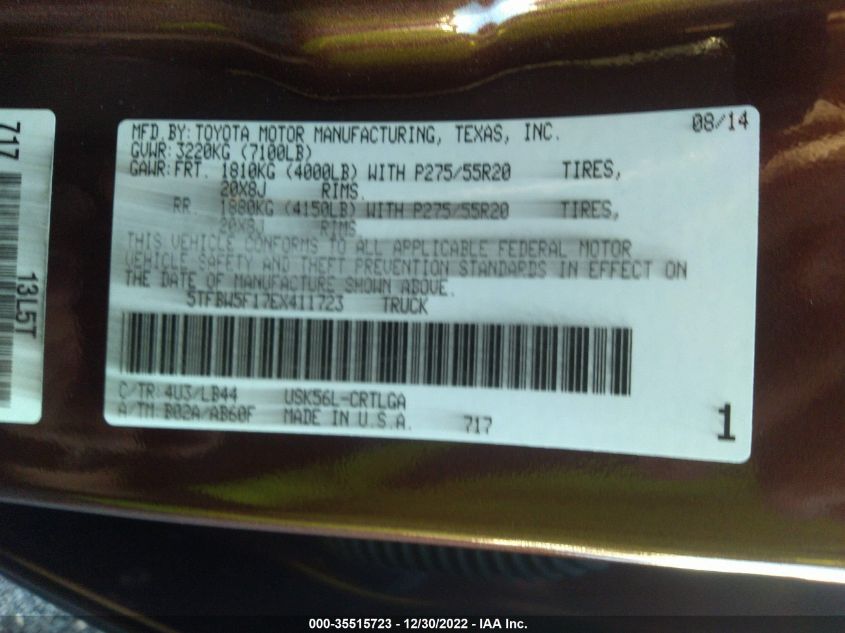 MFD. BY: TOYOTA MOTOR MANUFACTURING, TEXAS, INC. 08/14
GVWR: 3220KG (7100LB)
GAWR: FRT. 1810KG (4000LB) WITH P275/55R20 TIRES,
20X8J RIMS.
RR. 1880KG (4150LB) WITH P275/55R20 TIRES,
20X8J RIMS
THIS VEHICLE CONFORMS TO ALL APPLICABLE FEDERAL MOTOR
VEHICLE SAFETY AND THEFT PREVENTION STANDARDS IN EFFECT ON
THE DATE OF MANUFACTURE SHOWN ABOVE.
5TFBW5F17EX411723 TRUCK
C/TR: 4U3/LB44 USK56L-CRTLGA
A/TM: B02A/AB60F MADE IN U.S.A. 717
1
717
13L5T
000-35515723 - 12/30/2022 - IAA Inc.